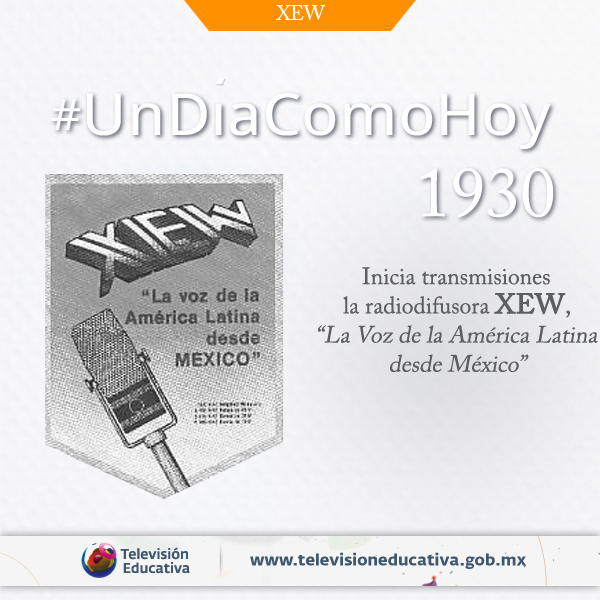 XEW
#UnDíaComoHoy
1930
XEW
"La voz de la
América Latina
desde
MEXICO"
Inicia transmisiones
la radiodifusora XEW,
“La Voz de la América Latina
desde México”
Televisión
Educativa
www.televisioneducativa.gob.mx